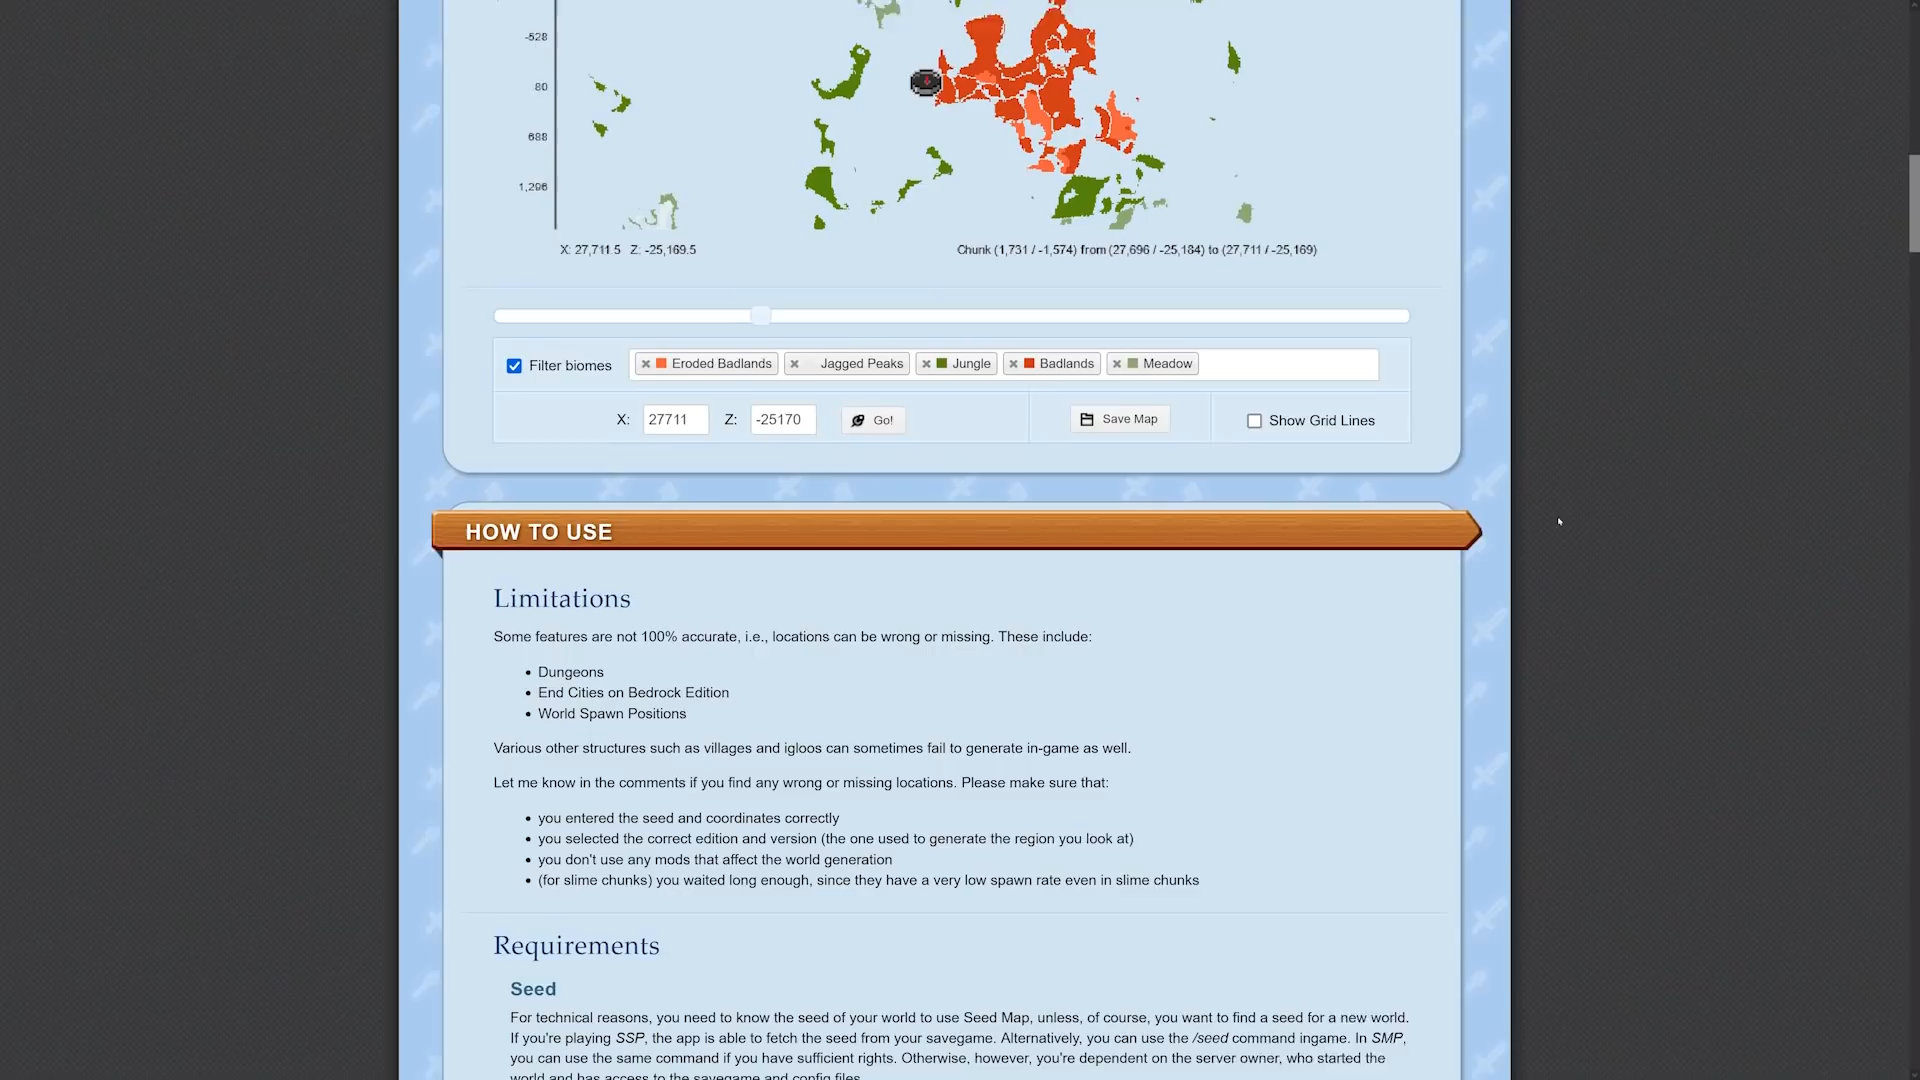 -528
80
688
1,296
X: 27,711.5 Z: -25,169.5
Chunk (1,731 / -1,574) from (27,696 / -25,184) to (27,711 / -25,169)
Filter biomes
Eroded Badlands
Jagged Peaks
Jungle
Badlands
Meadow
X: 27711 Z: -25170 Go!
Save Map
Show Grid Lines
HOW TO USE
Limitations
Some features are not 100% accurate, i.e., locations can be wrong or missing. These include:
Dungeons
End Cities on Bedrock Edition
World Spawn Positions
Various other structures such as villages and igloos can sometimes fail to generate in-game as well.
Let me know in the comments if you find any wrong or missing locations. Please make sure that:
you entered the seed and coordinates correctly
you selected the correct edition and version (the one used to generate the region you look at)
you don't use any mods that affect the world generation
(for slime chunks) you waited long enough, since they have a very low spawn rate even in slime chunks
Requirements
Seed
For technical reasons, you need to know the seed of your world to use Seed Map, unless, of course, you want to find a seed for a new world.
If you're playing SSP, the app is able to fetch the seed from your savegame. Alternatively, you can use the /seed command ingame. In SMP,
you can use the same command if you have sufficient rights. Otherwise, however, you're dependent on the server owner, who started the
world and has access to the savegame and config files.